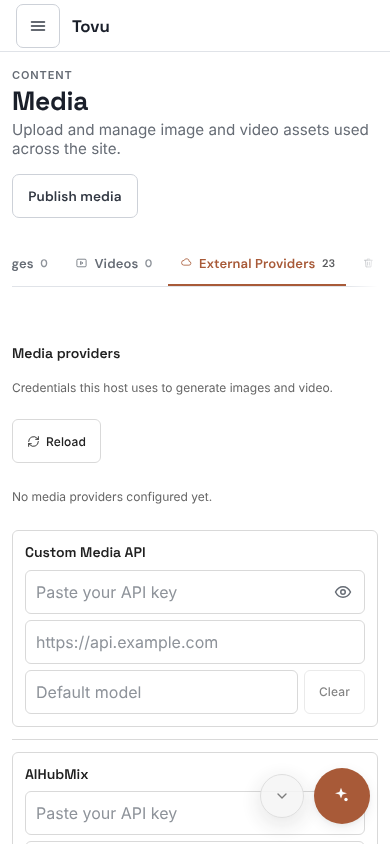 Tovu
CONTENT
Media
Upload and manage image and video assets used
across the site.
Publish media
ges 0
Videos 0
External Providers 23
Media providers
Credentials this host uses to generate images and video.
Reload
No media providers configured yet.
Custom Media API
Paste your API key
https://api.example.com
Default model
Clear
AIHubMix
Paste your API key